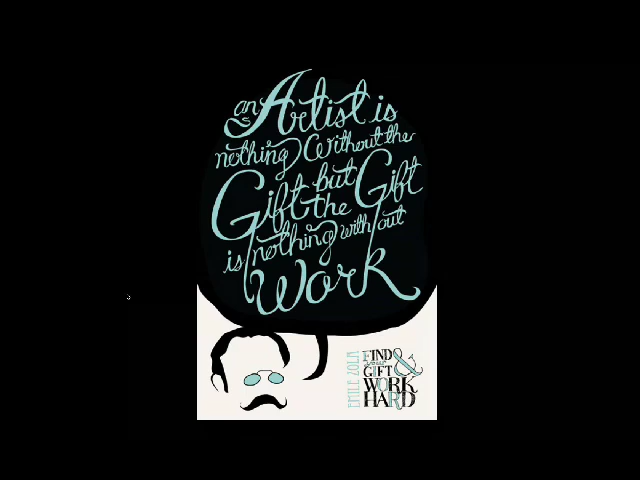 an Artist is
nothing Without the
Gift but Gift
the
is nothing without
Work
EMILE ZOLA
FIND
your
GIFT &
WORK
HARD